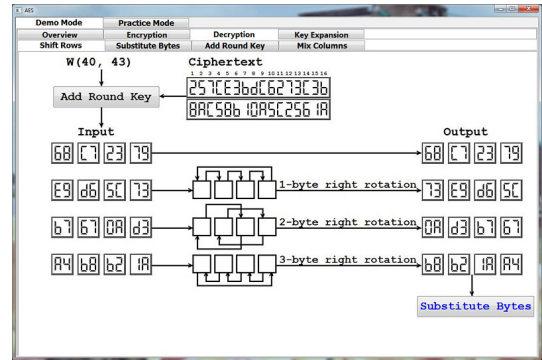 AES
Demo Mode Practice Mode
Overview Encryption Decryption Key Expansion
Shift Rows Substitute Bytes Add Round Key Mix Columns
W(40, 43) Ciphertext
1 2 3 4 5 6 7 8 9 10 11 12 13 14 15 16
257CE3bdC6273C3b
Add Round Key
0AC58b10A5C2561A
Input Output
68 C7 23 79 68 C7 23 79
E9 d6 5C 73 1-byte right rotation 73 E9 d6 5C
b7 67 0A d3 2-byte right rotation 0A d3 b7 67
A4 b8 b2 1A 3-byte right rotation b8 b2 1A A4
Substitute Bytes